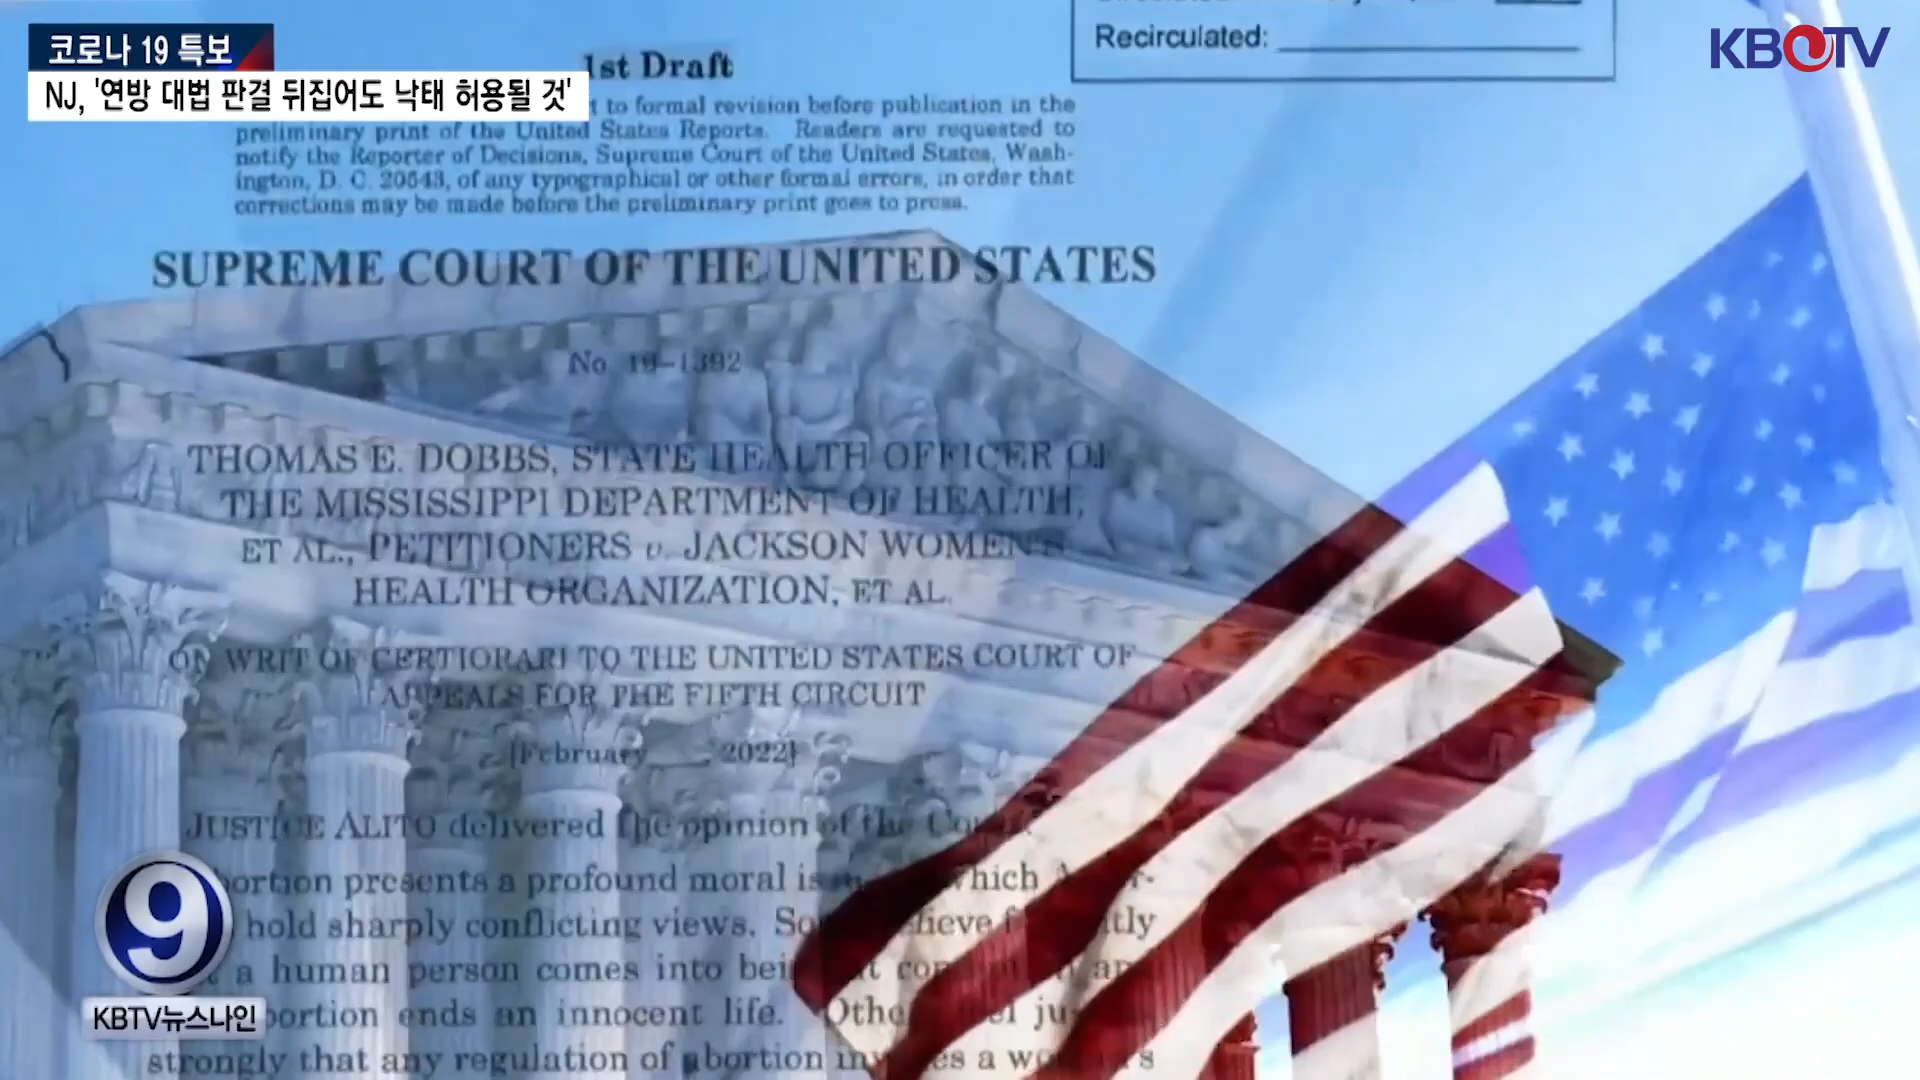 코로나 19 특보
NJ, '연방 대법 판결 뒤집어도 낙태 허용될 것'
KBTV
Recirculated:
1st Draft
to formal revision before publication in the
preliminary print of the United States Reports. Readers are requested to
notify the Reporter of Decisions, Supreme Court of the United States, Wash-
ington, D. C. 20543, of any typographical or other formal errors, in order that
corrections may be made before the preliminary print goes to press.
SUPREME COURT OF THE UNITED STATES
No 19–1392
THOMAS E. DOBBS, STATE HEALTH OFFICER OF
THE MISSISSIPPI DEPARTMENT OF HEALTH,
ET AL., PETITIONERS v. JACKSON WOMEN'S
HEALTH ORGANIZATION, ET AL.
ON WRIT OF CERTIORARI TO THE UNITED STATES COURT OF
APPEALS FOR THE FIFTH CIRCUIT
[February 2022]
JUSTICE ALITO delivered the opinion of the Court.
presents a profound moral which
hold sharply conflicting views.
a human person comes into
ends an innocent life.
strongly that any regulation of abortion a
9
KBTV뉴스나인